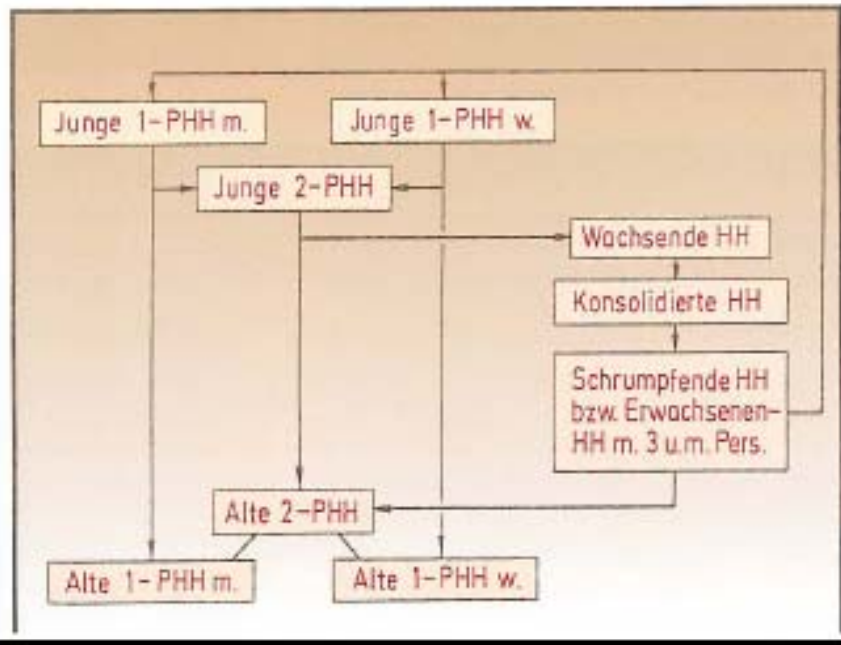 Junge 1-PHH m.
Junge 1-PHH w.
Junge 2-PHH
Wachsende HH
Konsolidierte HH
Schrumpfende HH
bzw. Erwachsenen-
HH m. 3 u.m. Pers.
Alte 2-PHH
Alte 1-PHH m.
Alte 1-PHH w.